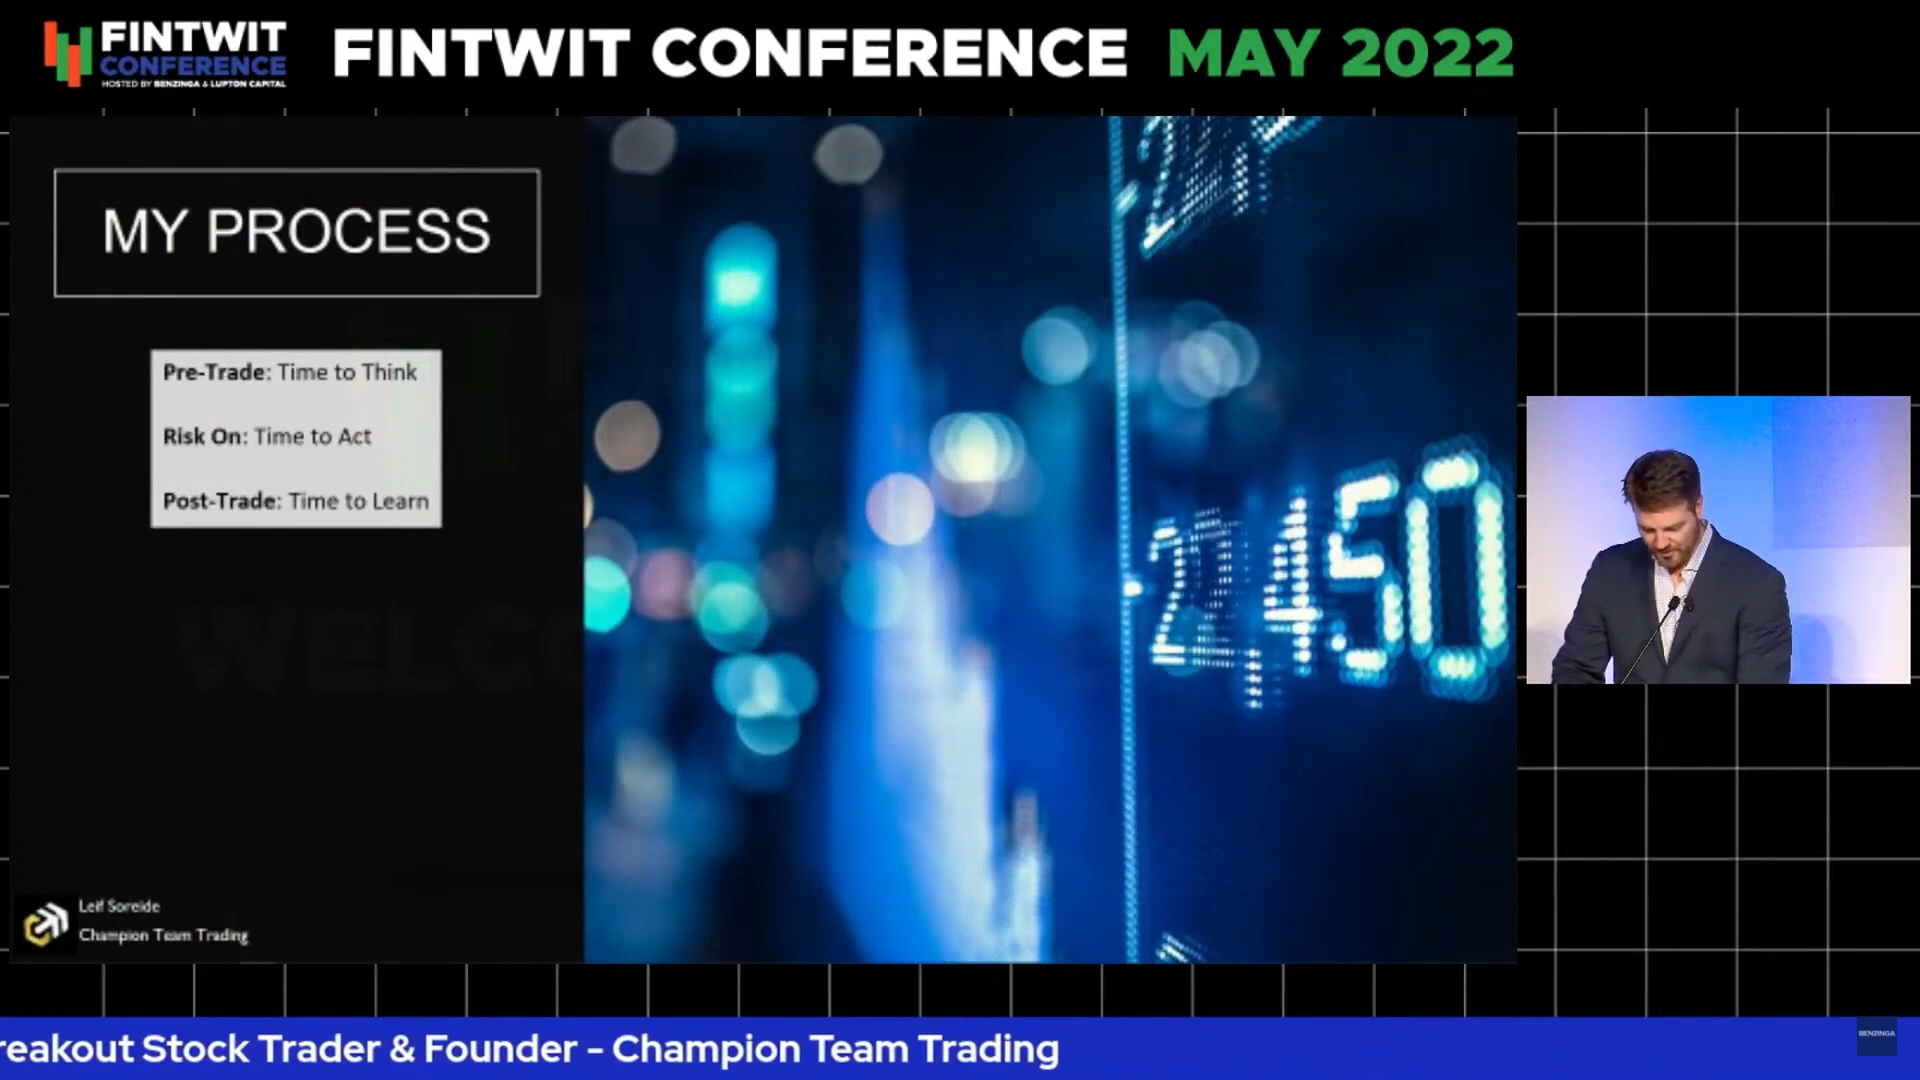 FINTWIT
CONFERENCE
HOSTED BY BENZINGA & LUPTON CAPITAL
FINTWIT CONFERENCE MAY 2022
MY PROCESS
Pre-Trade: Time to Think
Risk On: Time to Act
Post-Trade: Time to Learn
450
WELCO
Leif Soreide
Champion Team Trading
reakout Stock Trader & Founder - Champion Team Trading
BENZINGA